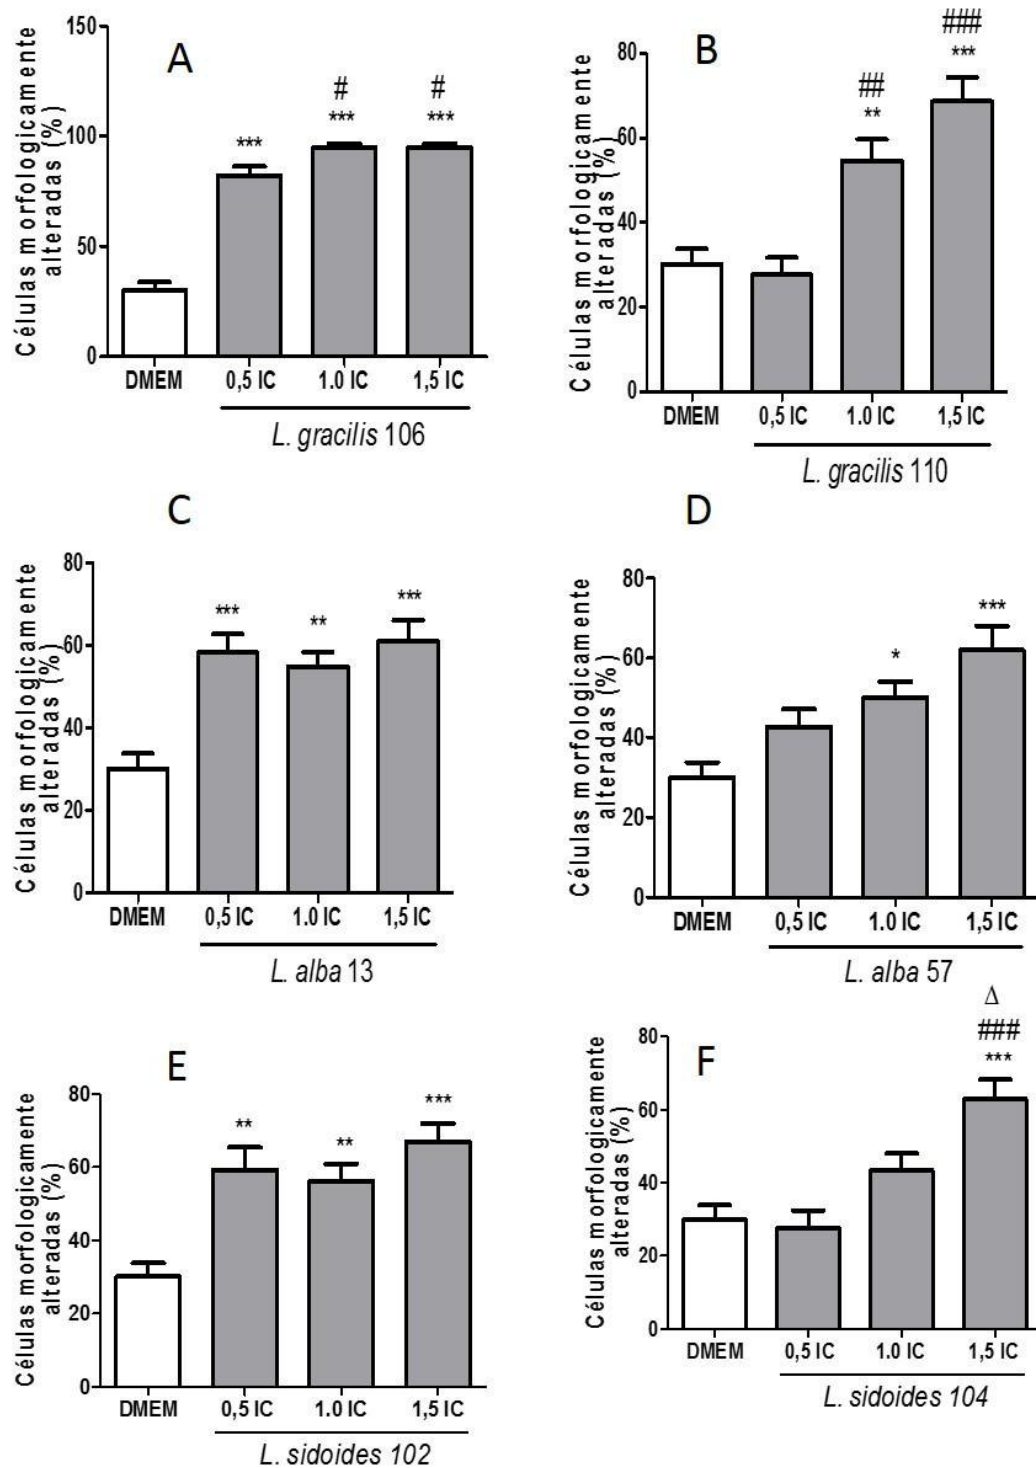 A
Células morfologicamente
alteradas (%)
150
100
50
0
#
#
***
***
***
DMEM
0,5 IC
1.0 IC
1,5 IC
L. gracilis 106
B
Células morfologicamente
alteradas (%)
80
60
40
20
0
##
**
###
***
DMEM
0,5 IC
1.0 IC
1,5 IC
L. gracilis 110
C
Células morfologicamente
alteradas (%)
80
60
40
20
0
***
**
***
DMEM
0,5 IC
1.0 IC
1,5 IC
L. alba 13
D
Células morfologicamente
alteradas (%)
80
60
40
20
0
*
***
DMEM
0,5 IC
1.0 IC
1,5 IC
L. alba 57
E
Células morfologicamente
alteradas (%)
80
60
40
20
0
**
**
***
DMEM
0,5 IC
1.0 IC
1,5 IC
L. sidoides 102
F
Células morfologicamente
alteradas (%)
80
60
40
20
0
Δ
###
***
DMEM
0,5 IC
1.0 IC
1,5 IC
L. sidoides 104